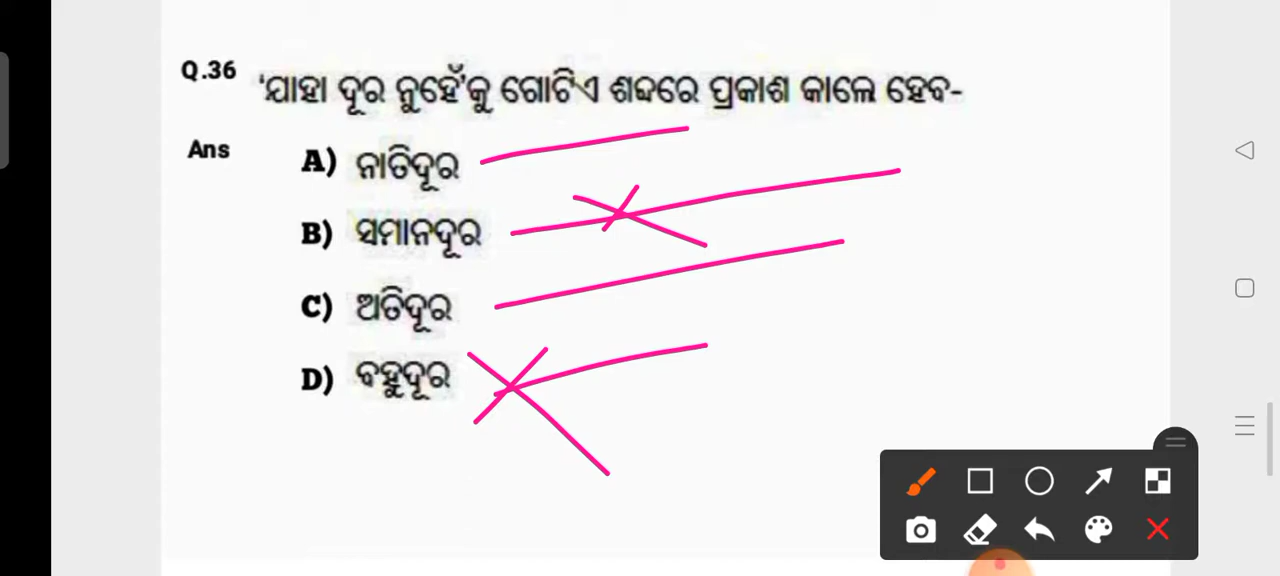 Q.36 'ଯାହା ଦୂର ନୁହେଁ'କୁ ଗୋଟିଏ ଶବ୍ଦରେ ପ୍ରକାଶ କାଲେ ହେବ-
Ans A) ନାତିଦୂର
B) ସମାନଦୂର
C) ଅତିଦୂର
D) ବହୁଦୂର